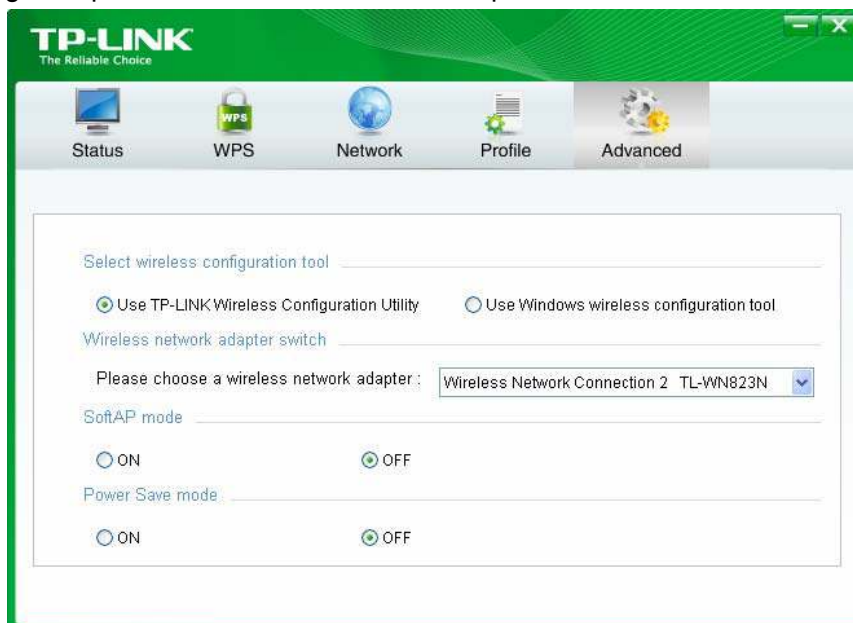 TP-LINK
The Reliable Choice
Status WPS Network Profile Advanced
WPS
Select wireless configuration tool
Use TP-LINK Wireless Configuration Utility Use Windows wireless configuration tool
Wireless network adapter switch
Please choose a wireless network adapter : Wireless Network Connection 2 TL-WN823N
SoftAP mode
ON OFF
Power Save mode
ON OFF